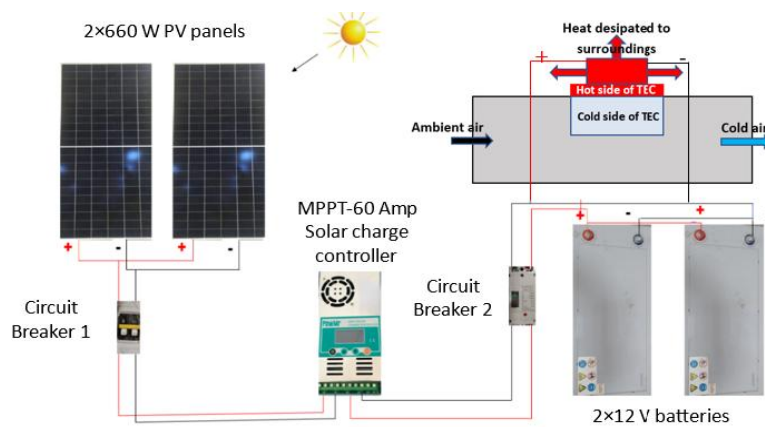 2×660 W PV panels
Heat desipated to
surroundings
+
-
Hot side of TEC
Cold side of TEC
Ambient air
Cold air
MPPT-60 Amp
Solar charge
controller
+
-
+
-
+
-
+
Circuit
Breaker 1
Circuit
Breaker 2
PowMr
2×12 V batteries